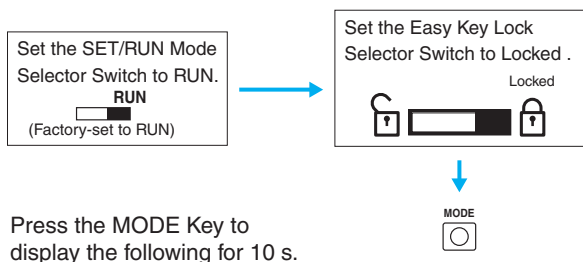 Set the SET/RUN Mode
Selector Switch to RUN.
RUN
(Factory-set to RUN)
Set the Easy Key Lock
Selector Switch to Locked .
Locked
MODE
Press the MODE Key to
display the following for 10 s.